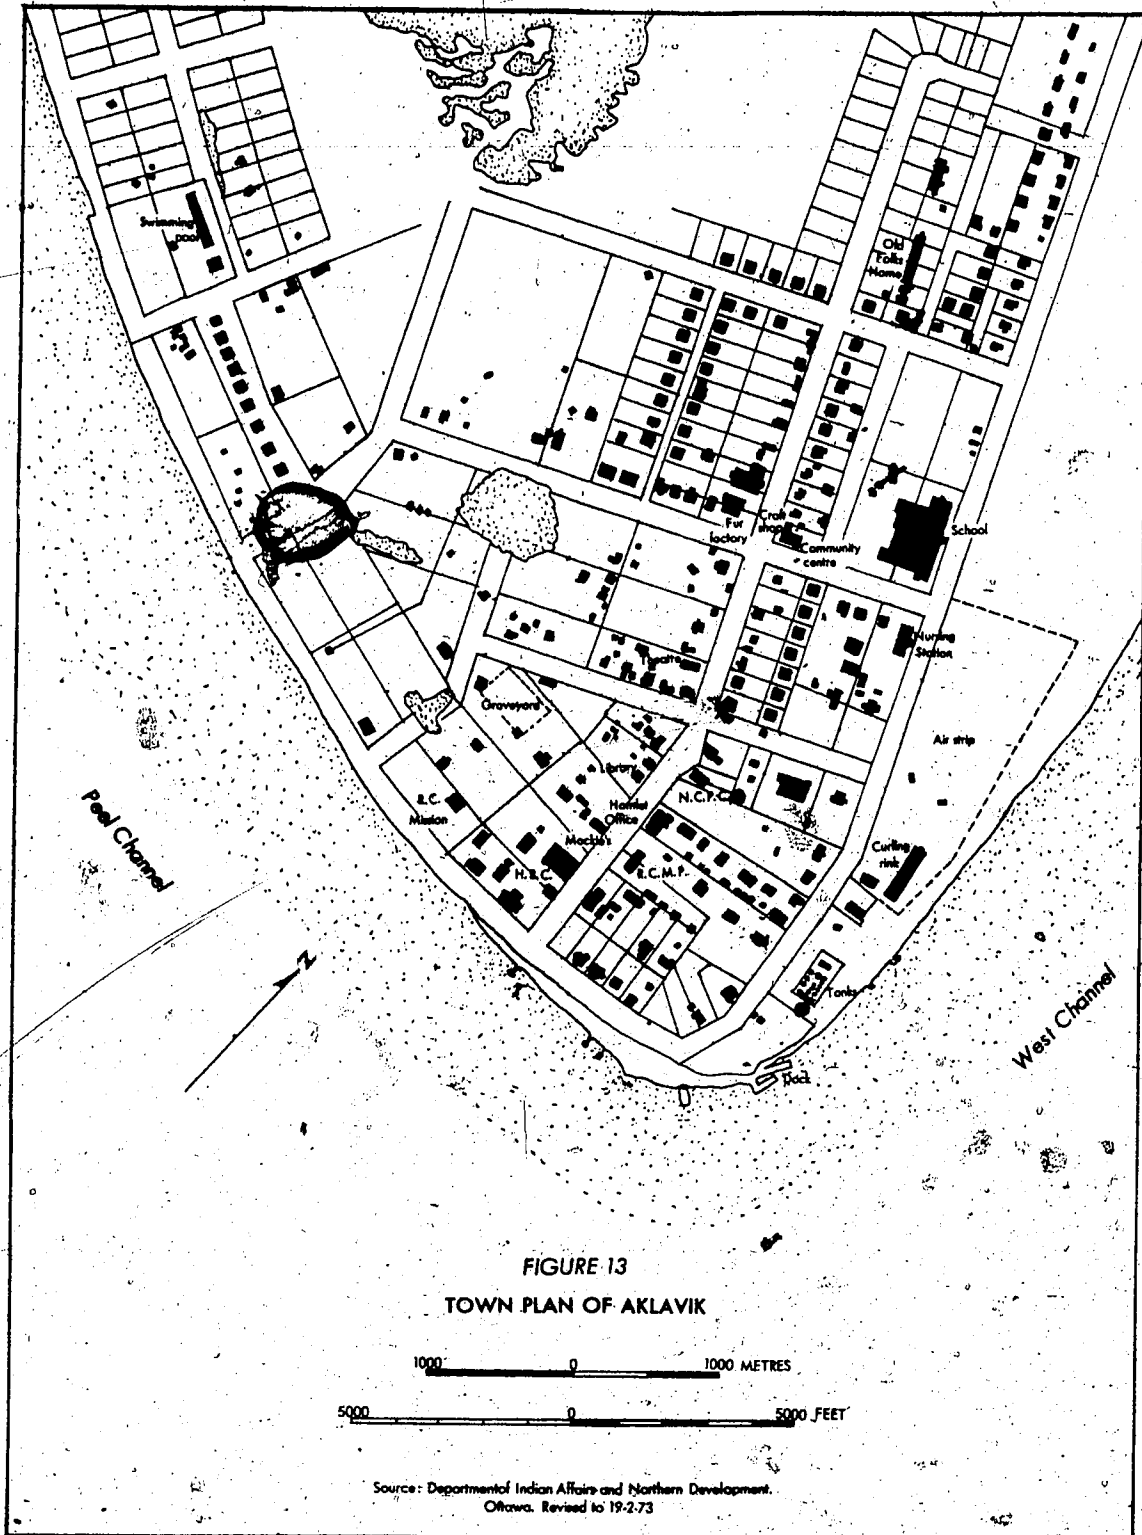 Swimming
pool
Old
Folks
Home
Fur
factory
Craft
shop
Community
centre
School
Nursing
Station
Theatre
Graveyard
Air strip
Library
N.C.P.C.
Hamlet
Office
R.C.
Mission
Mackie's
H.B.C.
R.C.M.P.
Curling
rink
Peel Channel
N
Tanks
West Channel
Dock
FIGURE 13
TOWN PLAN OF AKLAVIK
1000 0 1000 METRES
5000 0 5000 FEET
Source: Department of Indian Affairs and Northern Development.
Ottawa. Revised to 19-2-73